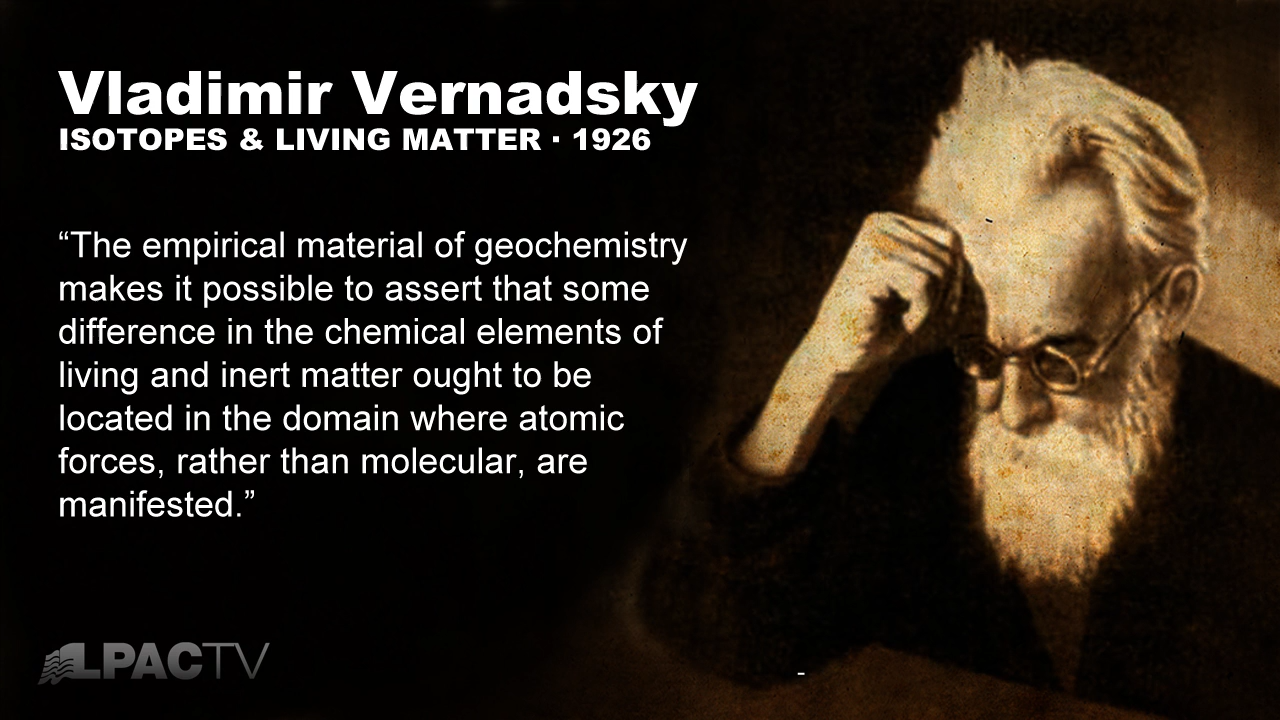 Vladimir Vernadsky
ISOTOPES & LIVING MATTER · 1926
“The empirical material of geochemistry
makes it possible to assert that some
difference in the chemical elements of
living and inert matter ought to be
located in the domain where atomic
forces, rather than molecular, are
manifested.”
LPACTV
-